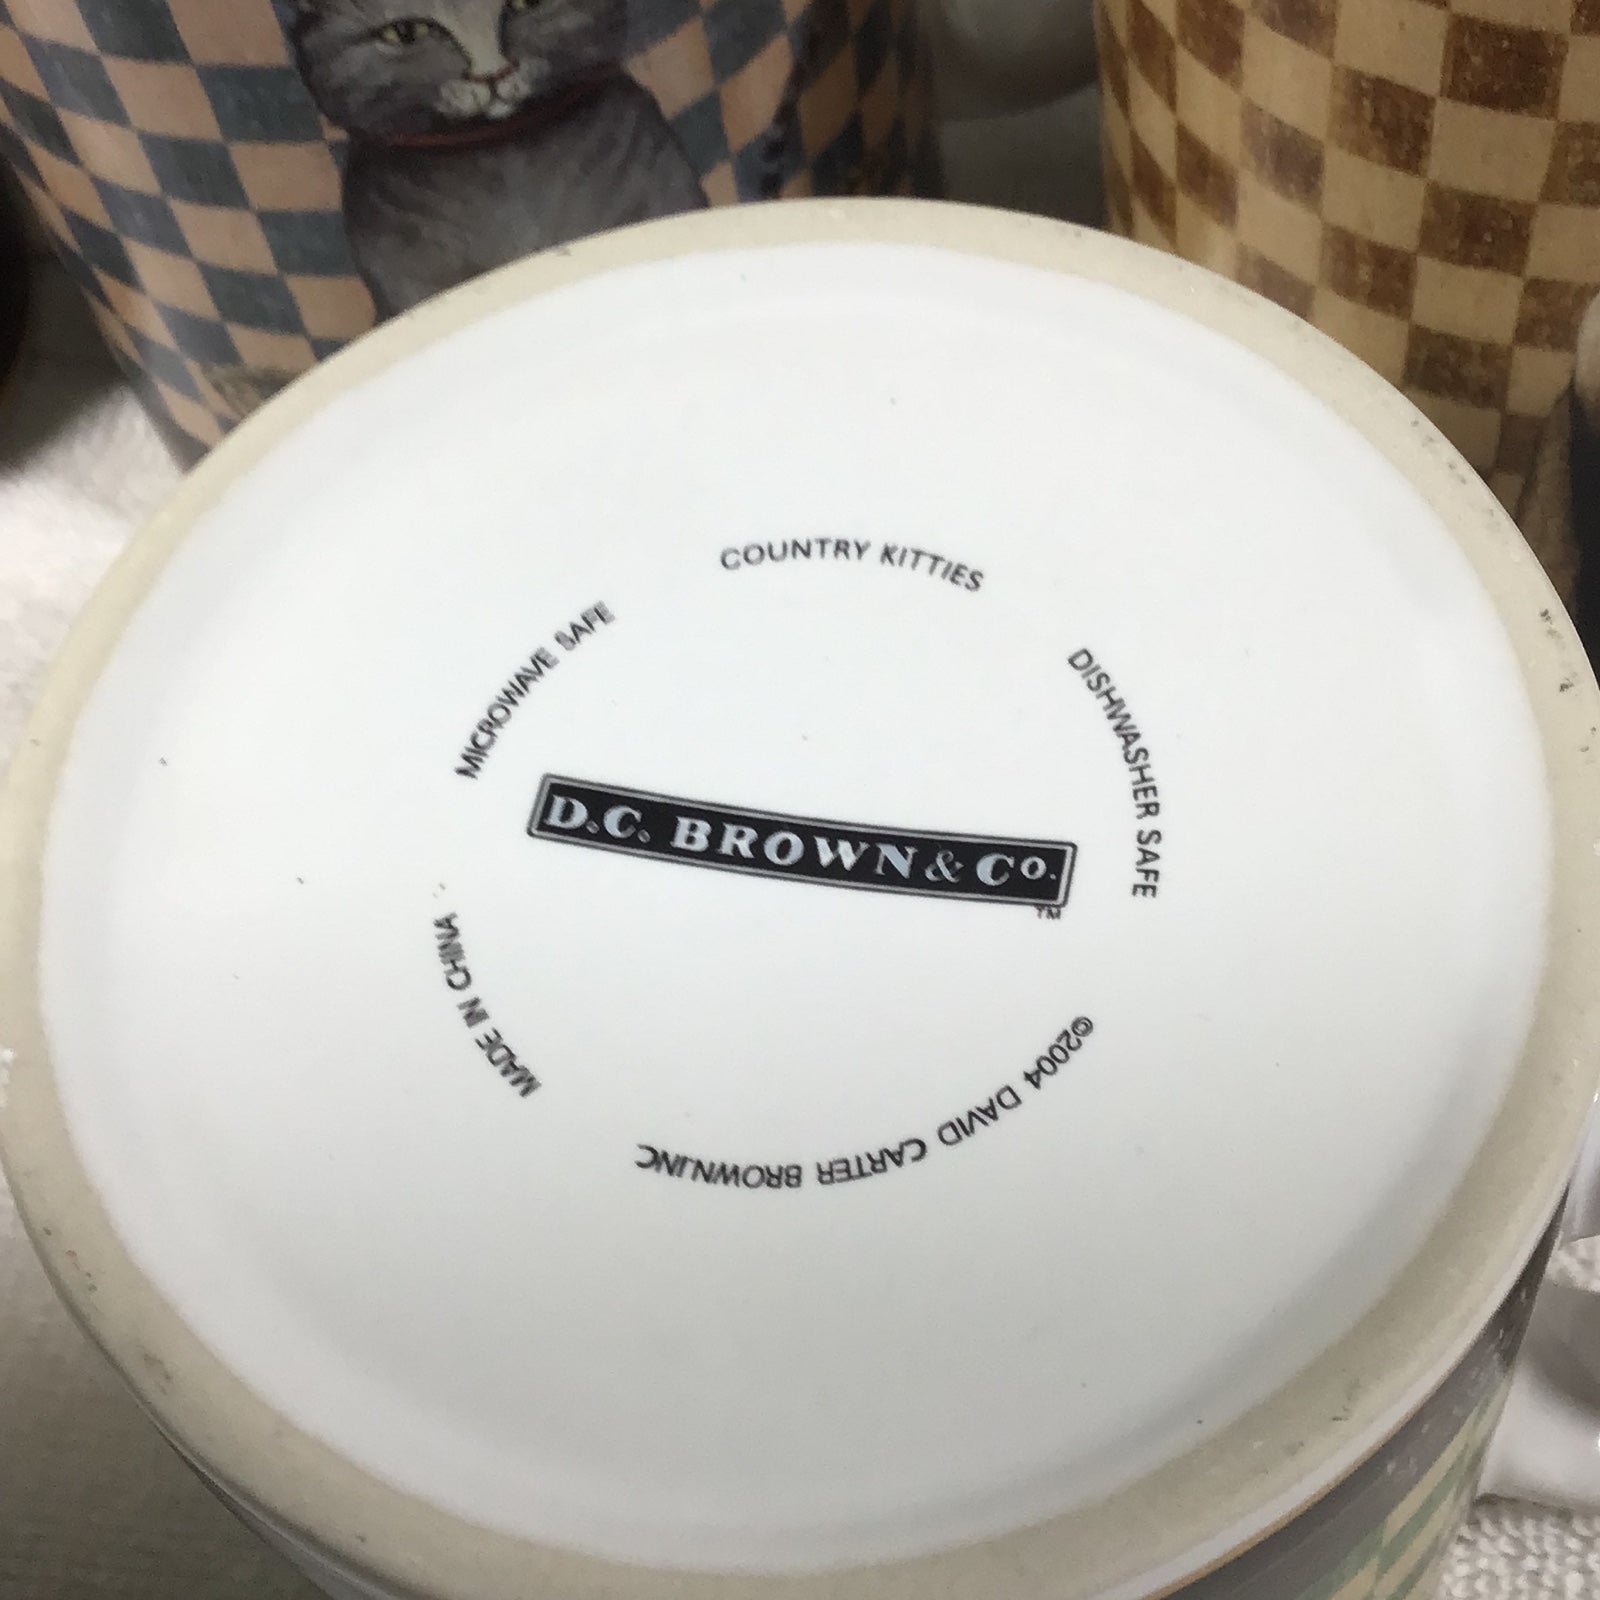 COUNTRY KITTIES
MICROWAVE SAFE
DISHWASHER SAFE
D.C. BROWN & CO.
TM
MADE IN CHINA
©2004 DAVID CARTER BROWN,INC